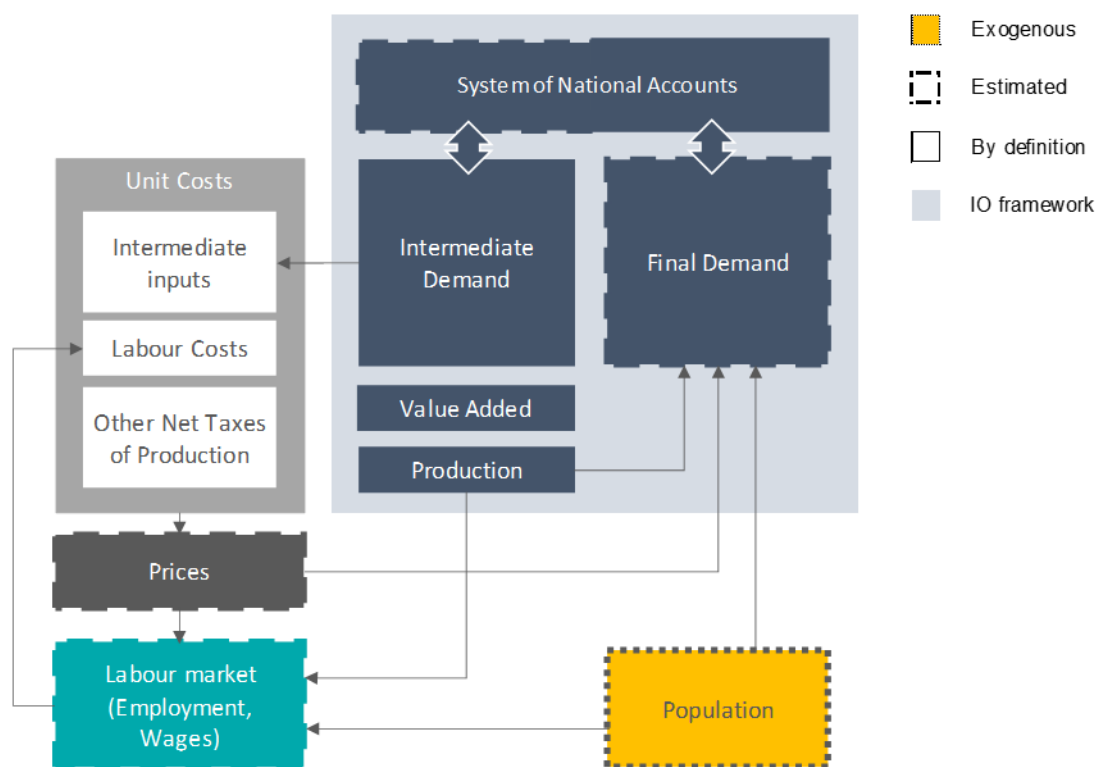 System of National Accounts
Unit Costs
Intermediate
inputs
Labour Costs
Other Net Taxes
of Production
Intermediate
Demand
Final Demand
Value Added
Production
Prices
Labour market
(Employment,
Wages)
Population
Exogenous
Estimated
By definition
IO framework